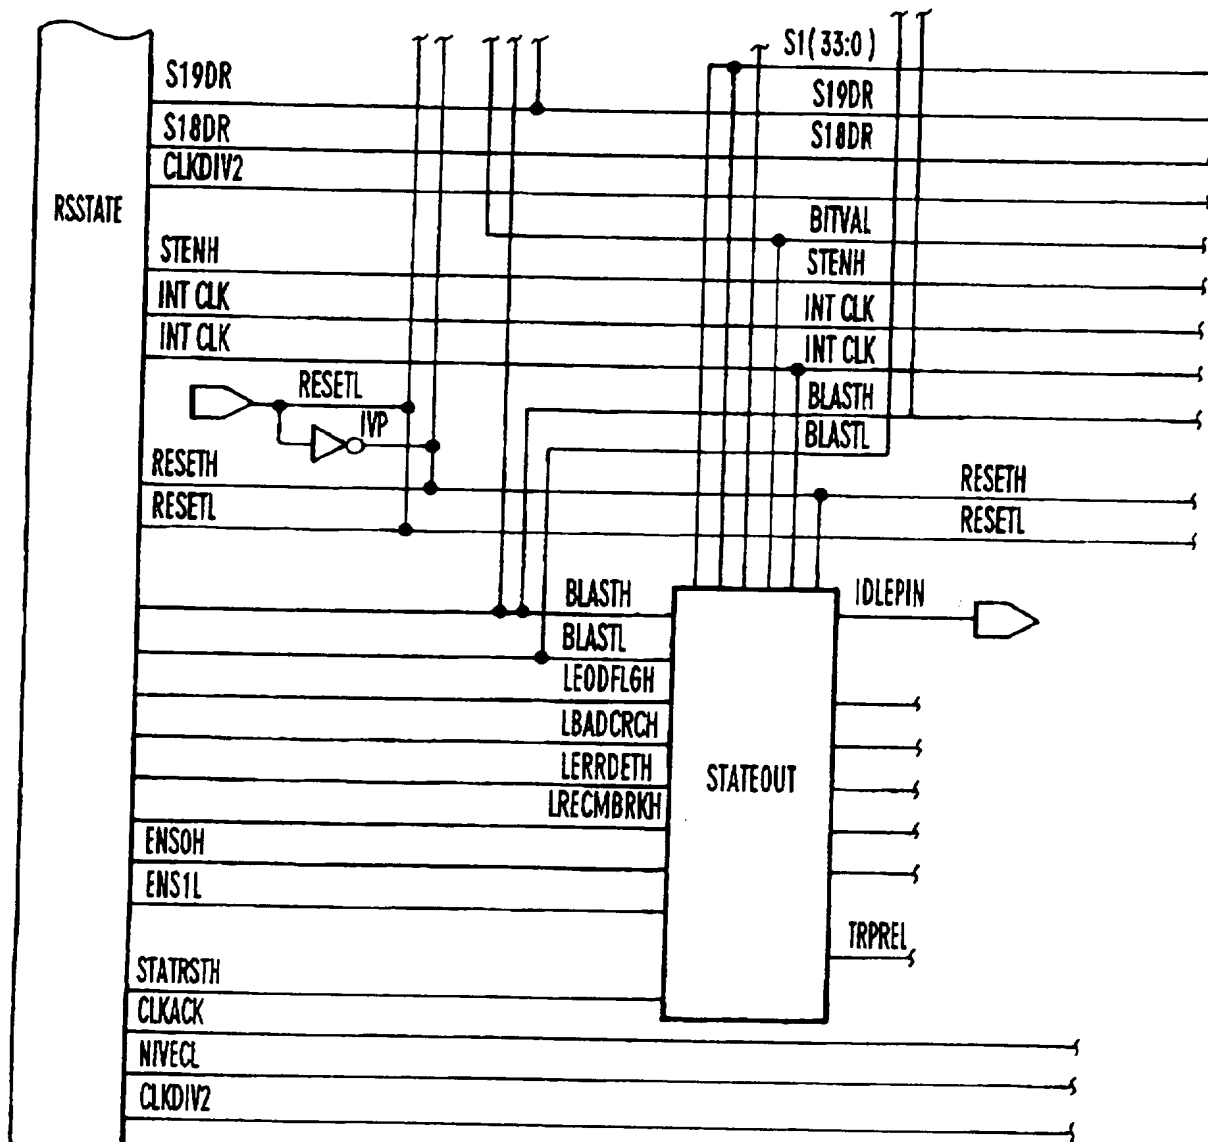 S1(33:0)
S19DR
S19DR
S18DR
S18DR
CLKDIV2
RSSTATE
BITVAL
STENH
STENH
INT CLK
INT CLK
INT CLK
INT CLK
RESETL
BLASTH
IVP
BLASTL
RESETH
RESETH
RESETL
RESETL
BLASTH
IDLEPIN
BLASTL
LEODFLGH
LBADCRCH
LERRDETH
STATEOUT
LRECMBRKH
ENS0H
ENS1L
TRPREL
STATRSTH
CLKACK
NIVECL
CLKDIV2